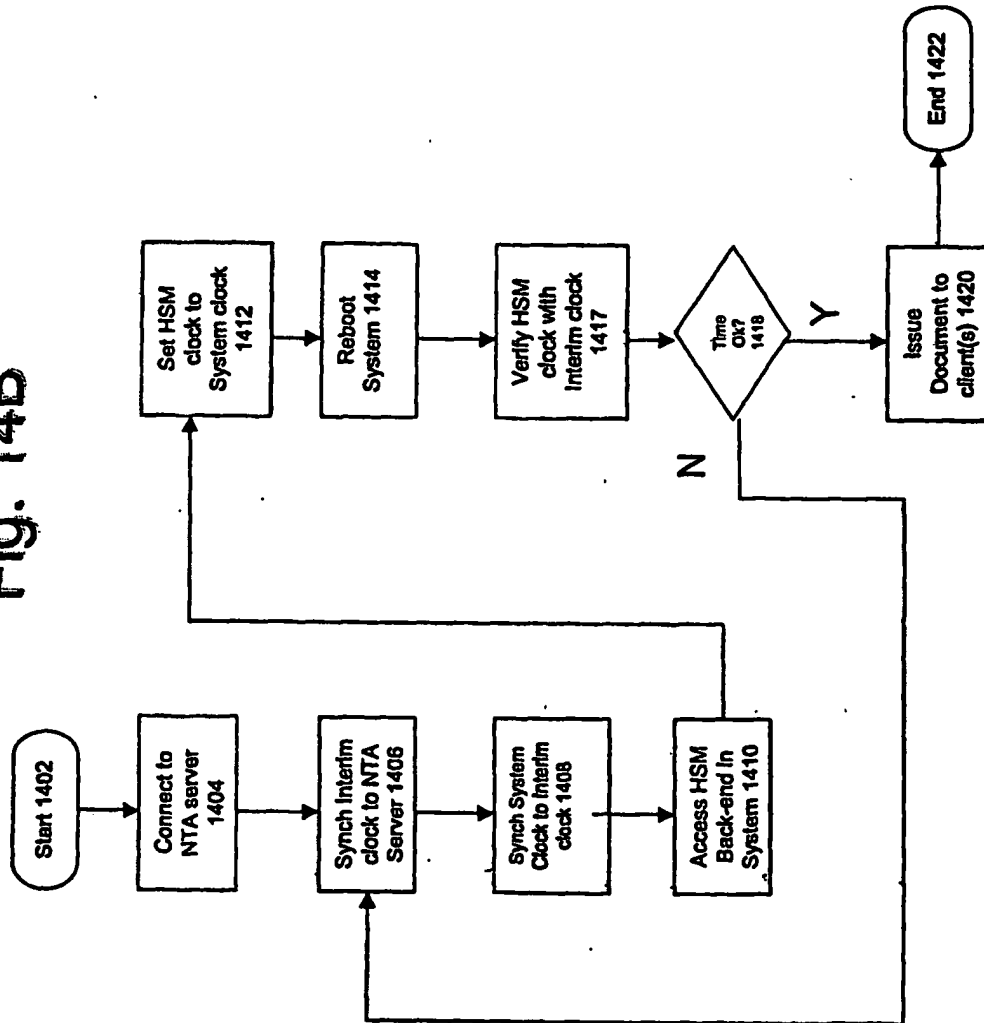 Fig. 14B
Start 1402
Connect to
NTA server
1404
Synch Interim
clock to NTA
Server 1406
Synch System
Clock to Interim
clock 1408
Access HSM
Back-end In
System 1410
Set HSM
clock to
System clock
1412
Reboot
System 1414
Verify HSM
clock with
Interim clock
1417
Time
Ok?
1418
N
Y
Issue
Document to
client(s) 1420
End 1422